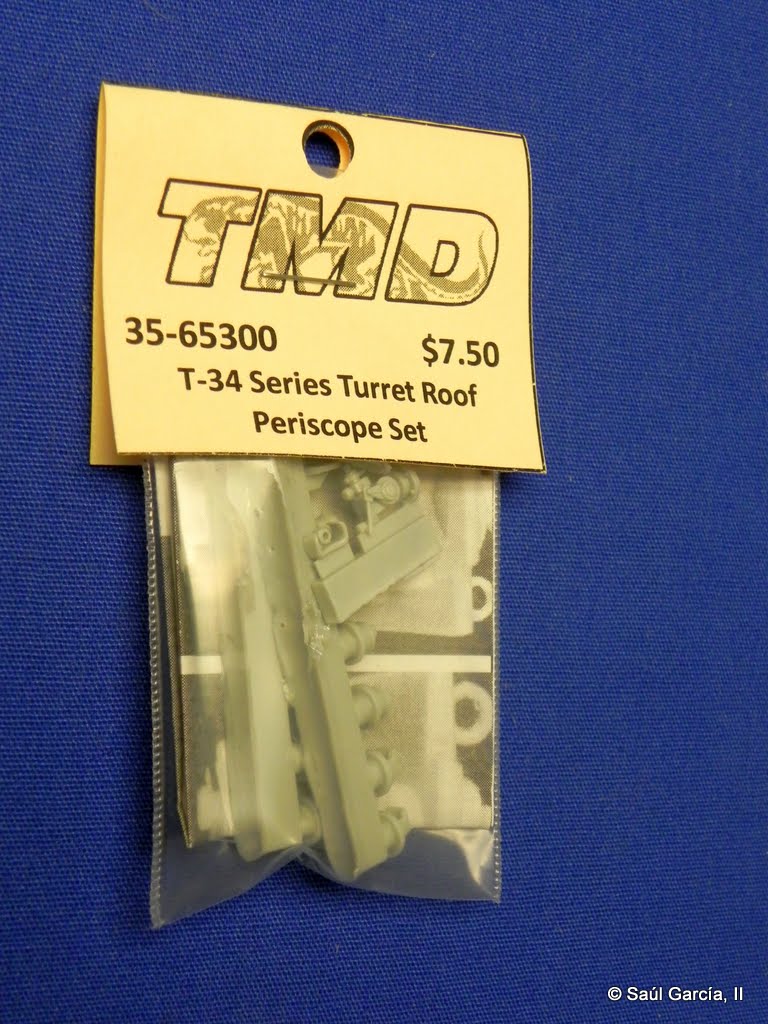 TMD
35-65300
$7.50
T-34 Series Turret Roof
Periscope Set
© Saúl García, II